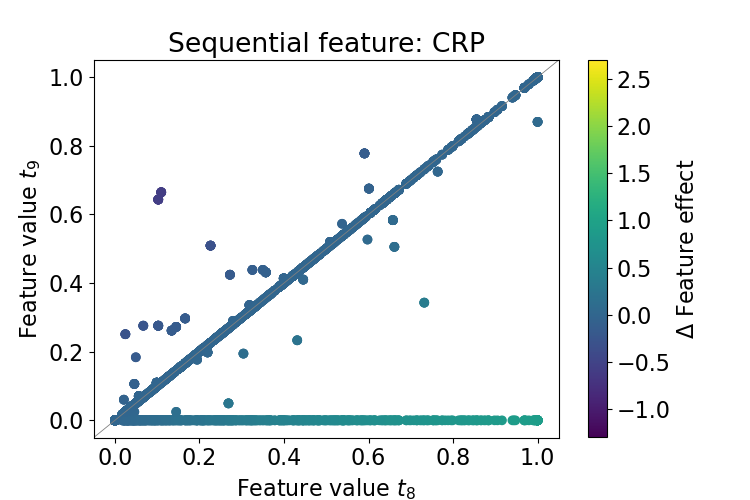 Sequential feature: CRP
1.0
0.8
0.6
0.4
0.2
0.0
Feature value t₉
0.0 0.2 0.4 0.6 0.8 1.0
Feature value t₈
2.5
2.0
1.5
1.0
0.5
0.0
−0.5
−1.0
Δ Feature effect